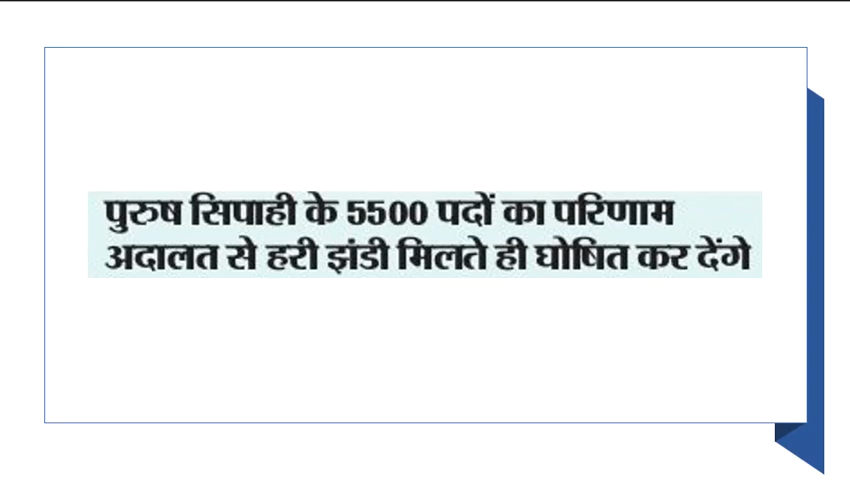 पुरुष सिपाही के 5500 पदों का परिणाम
अदालत से हरी झंडी मिलते ही घोषित कर देंगे